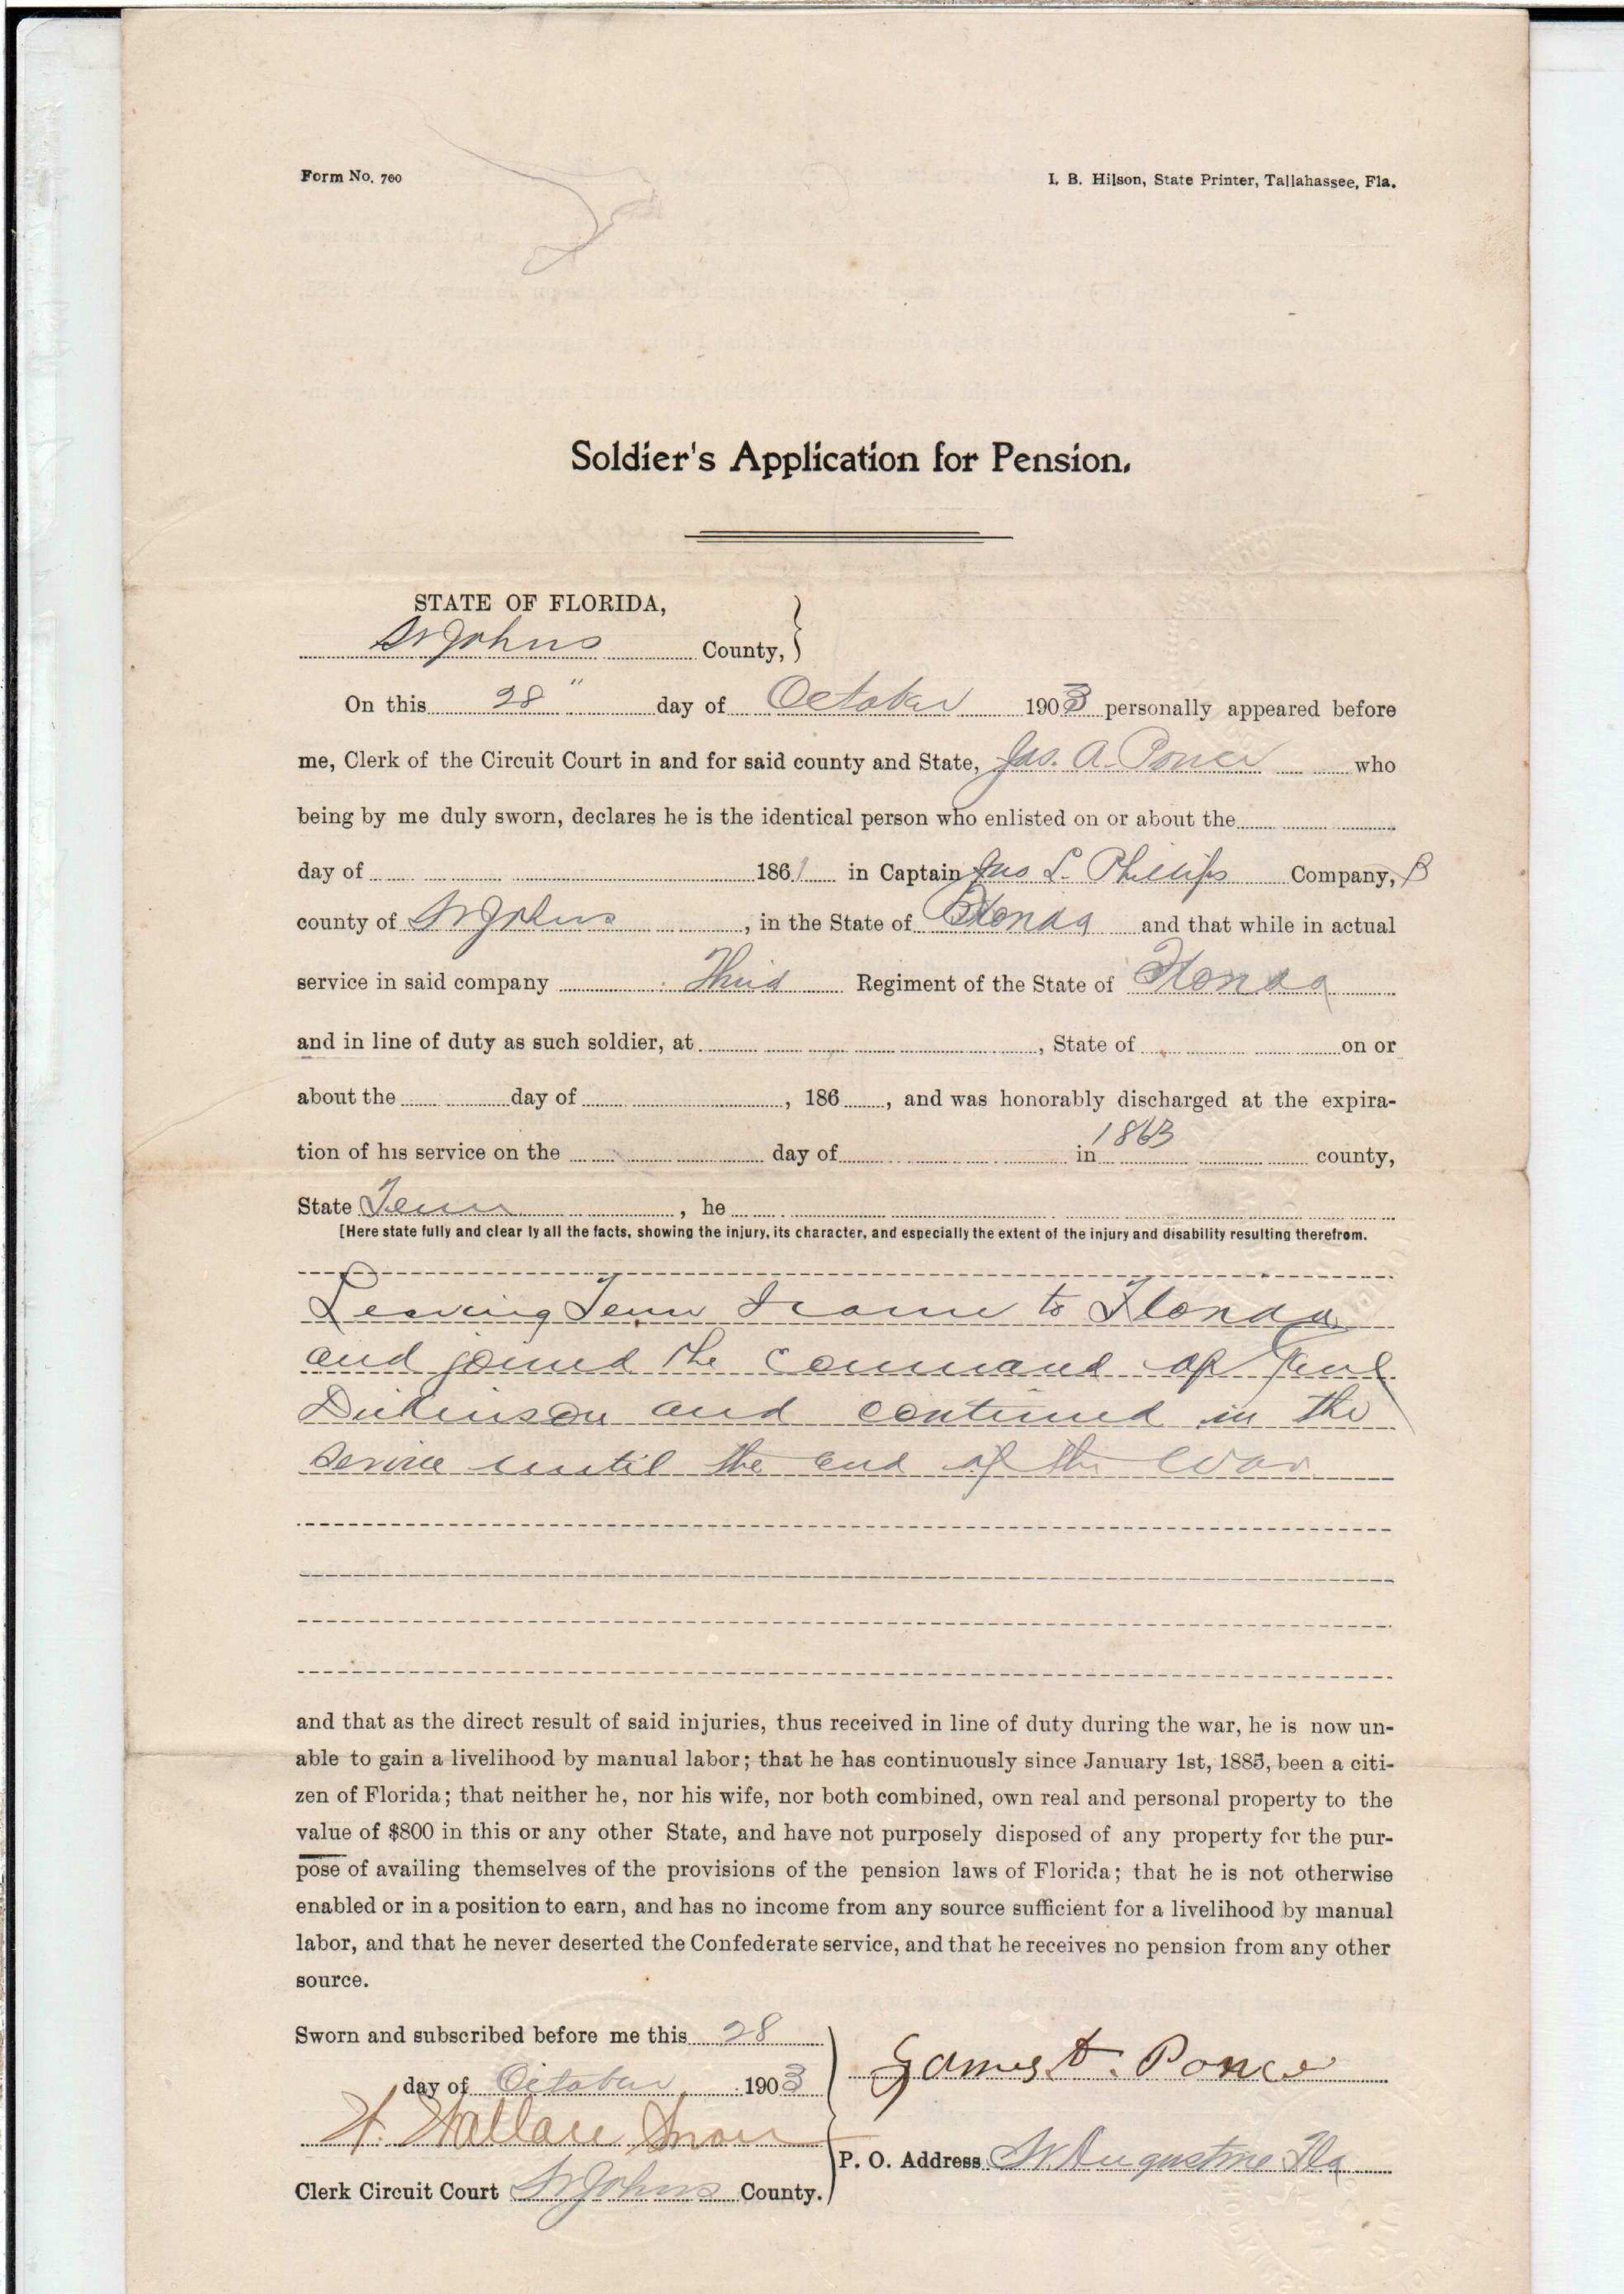 Form No. 700
I. B. Hilson, State Printer, Tallahassee, Fla.
Soldier's Application for Pension.
STATE OF FLORIDA,
St Johns County,
On this 28" day of October 1903 personally appeared before
me, Clerk of the Circuit Court in and for said county and State, Jas. A. Ponce who
being by me duly sworn, declares he is the identical person who enlisted on or about the
day of 1861 in Captain Jno L. Phillips Company, B
county of St Johns, in the State of Florida and that while in actual
service in said company Third Regiment of the State of Florida
and in line of duty as such soldier, at , State of on or
about the day of , 186 , and was honorably discharged at the expira-
tion of his service on the day of in 1863 county,
State Tenn , he
[Here state fully and clear ly all the facts, showing the injury, its character, and especially the extent of the injury and disability resulting therefrom.
Leaving Tenn I came to Florida
and joined the command of Genl
Dickinson and continued in the
service until the end of the War
and that as the direct result of said injuries, thus received in line of duty during the war, he is now un-
able to gain a livelihood by manual labor; that he has continuously since January 1st, 1885, been a citi-
zen of Florida; that neither he, nor his wife, nor both combined, own real and personal property to the
value of $800 in this or any other State, and have not purposely disposed of any property for the pur-
pose of availing themselves of the provisions of the pension laws of Florida; that he is not otherwise
enabled or in a position to earn, and has no income from any source sufficient for a livelihood by manual
labor, and that he never deserted the Confederate service, and that he receives no pension from any other
source.
Sworn and subscribed before me this 28
day of October 1903
James A. Ponce
Wallace Snow
P. O. Address St Augustine Fla
Clerk Circuit Court St Johns County.